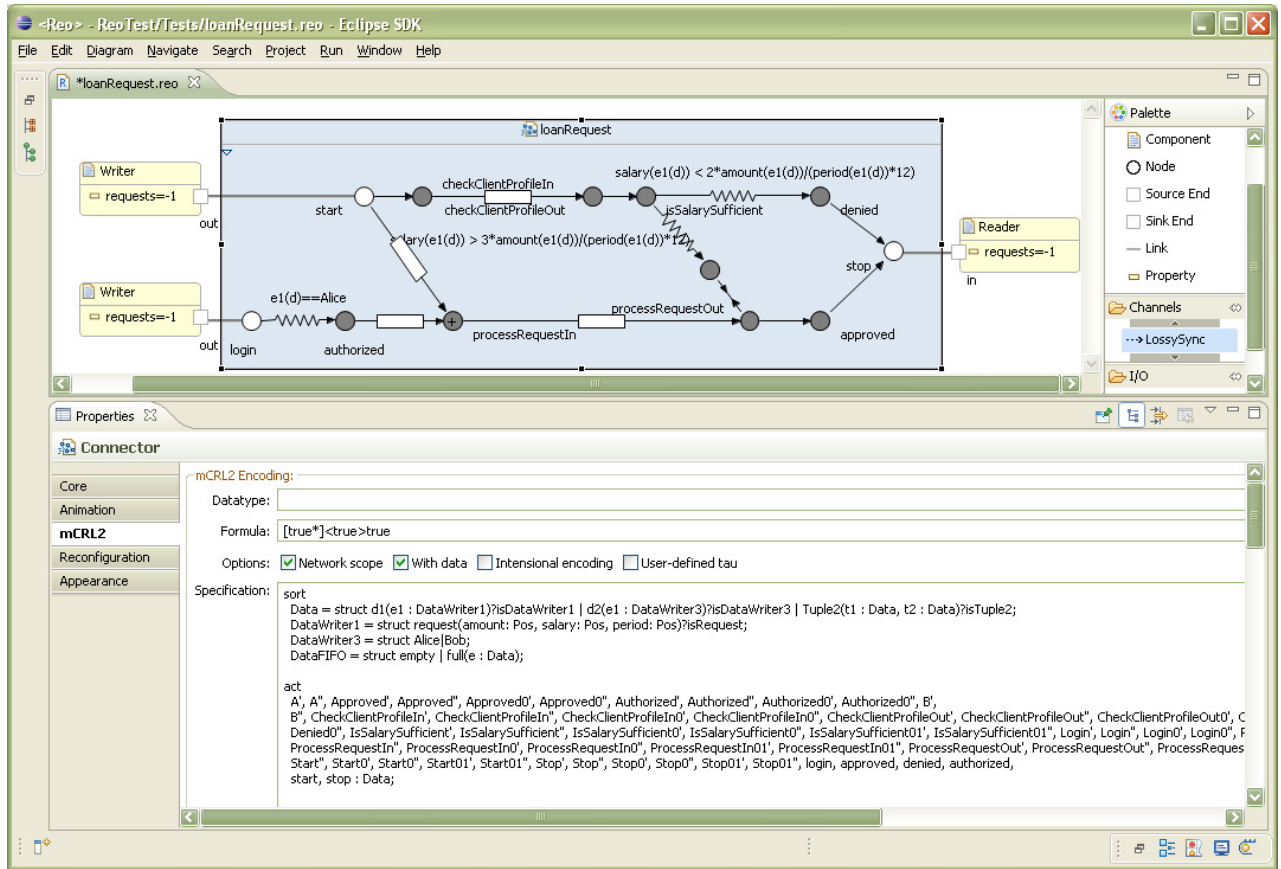 <Reo> - ReoTest/Tests/loanRequest.reo - Eclipse SDK
File Edit Diagram Navigate Search Project Run Window Help
*loanRequest.reo
loanRequest
Palette
Component
Node
Source End
Sink End
Link
Property
Channels
LossySync
I/O
Writer
requests=-1
out
start
checkClientProfileIn
checkClientProfileOut
salary(e1(d)) < 2*amount(e1(d))/(period(e1(d))*12)
isSalarySufficient
denied
salary(e1(d)) > 3*amount(e1(d))/(period(e1(d))*12)
stop
Reader
requests=-1
in
Writer
requests=-1
out
e1(d)==Alice
login
authorized
processRequestIn
processRequestOut
approved
Properties
Connector
Core
Animation
mCRL2
Reconfiguration
Appearance
mCRL2 Encoding:
Datatype:
Formula: [true*]<true>true
Options: Network scope With data Intensional encoding User-defined tau
Specification:
sort
Data = struct d1(e1 : DataWriter1)?isDataWriter1 | d2(e1 : DataWriter3)?isDataWriter3 | Tuple2(t1 : Data, t2 : Data)?isTuple2;
DataWriter1 = struct request(amount: Pos, salary: Pos, period: Pos)?isRequest;
DataWriter3 = struct Alice|Bob;
DataFIFO = struct empty | full(e : Data);
act
A', A'', Approved', Approved'', Approved0', Approved0'', Authorized', Authorized'', Authorized0', Authorized0'', B',
B'', CheckClientProfileIn', CheckClientProfileIn'', CheckClientProfileIn0', CheckClientProfileIn0'', CheckClientProfileOut', CheckClientProfileOut'', CheckClientProfileOut0', C
Denied0'', IsSalarySufficient', IsSalarySufficient'', IsSalarySufficient0', IsSalarySufficient0'', IsSalarySufficient01', IsSalarySufficient01'', Login', Login'', Login0', Login0'',
ProcessRequestIn'', ProcessRequestIn0', ProcessRequestIn0'', ProcessRequestIn01', ProcessRequestIn01'', ProcessRequestOut', ProcessRequestOut'', ProcessReques
Start'', Start0', Start0'', Start01', Start01'', Stop', Stop'', Stop0', Stop0'', Stop01', Stop01'', login, approved, denied, authorized,
start, stop : Data;